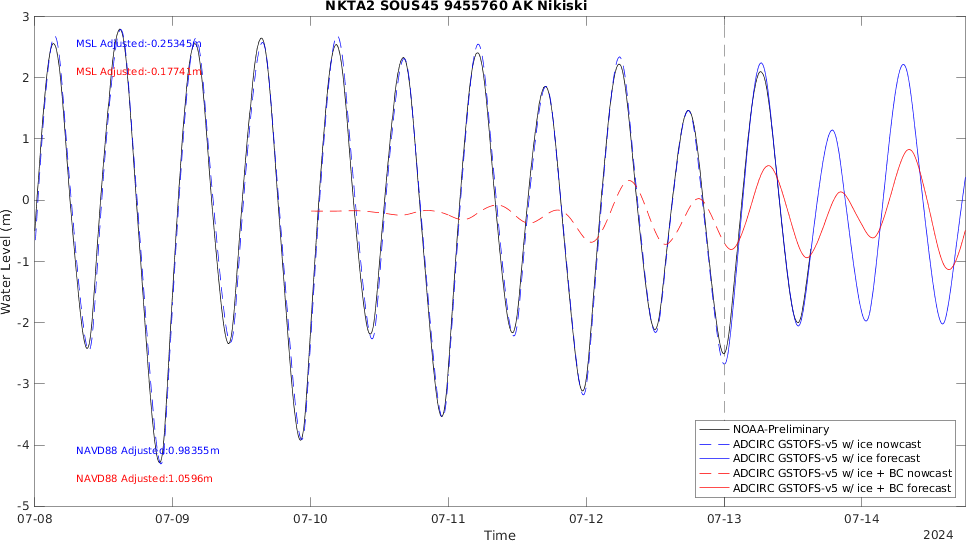 NKTA2 SOUS45 9455760 AK Nikiski
3
MSL Adjusted:-0.25345m
MSL Adjusted:-0.17741m
2
1
0
-1
-2
-3
-4
-5
Water Level (m)
NAVD88 Adjusted:0.98355m
NAVD88 Adjusted:1.0596m
NOAA-Preliminary
ADCIRC GSTOFS-v5 w/ ice nowcast
ADCIRC GSTOFS-v5 w/ ice forecast
ADCIRC GSTOFS-v5 w/ ice + BC nowcast
ADCIRC GSTOFS-v5 w/ ice + BC forecast
07-08 07-09 07-10 07-11 07-12 07-13 07-14
Time
2024